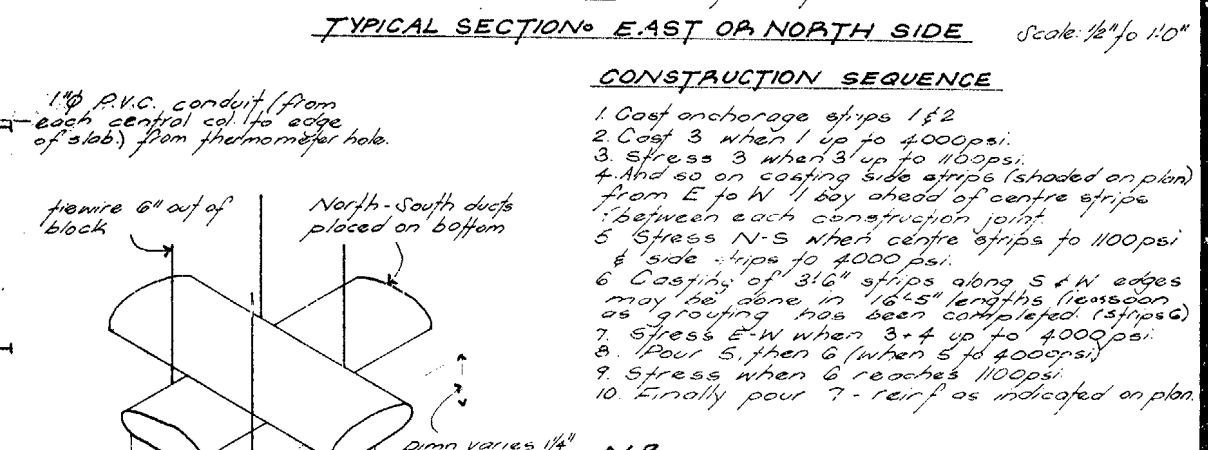 TYPICAL SECTION: EAST OR NORTH SIDE
Scale: 1/2" to 1'.0"
CONSTRUCTION SEQUENCE
1"φ P.V.C. conduit (from
each central col. to edge
of slab.) from thermometer hole.
1. Cast anchorage strips 1 & 2
2. Cast 3 when 1 up to 4000psi.
3. Stress 3 when 3 up to 1100psi.
4. And so on casting side strips (shaded on plan)
from E to W 1 bay ahead of centre strips
between each construction joint.
5 Stress N-S when centre strips to 1100psi
& side strips to 4000 psi.
6 Casting of 3'.6" strips along S & W edges
may be done in 16'-5" lengths (
as grouting has been completed. (strips 6)
7. Stress E-W when 3+4 up to 4000psi.
8. Pour 5, then 6 (when 5 to 4000psi)
9. Stress when 6 reaches 1100psi
10. Finally pour 7 - reinf as indicated on plan.
tiewire 6" out of
block
North-South ducts
placed on bottom
Dimn varies 1/4"
N.B.